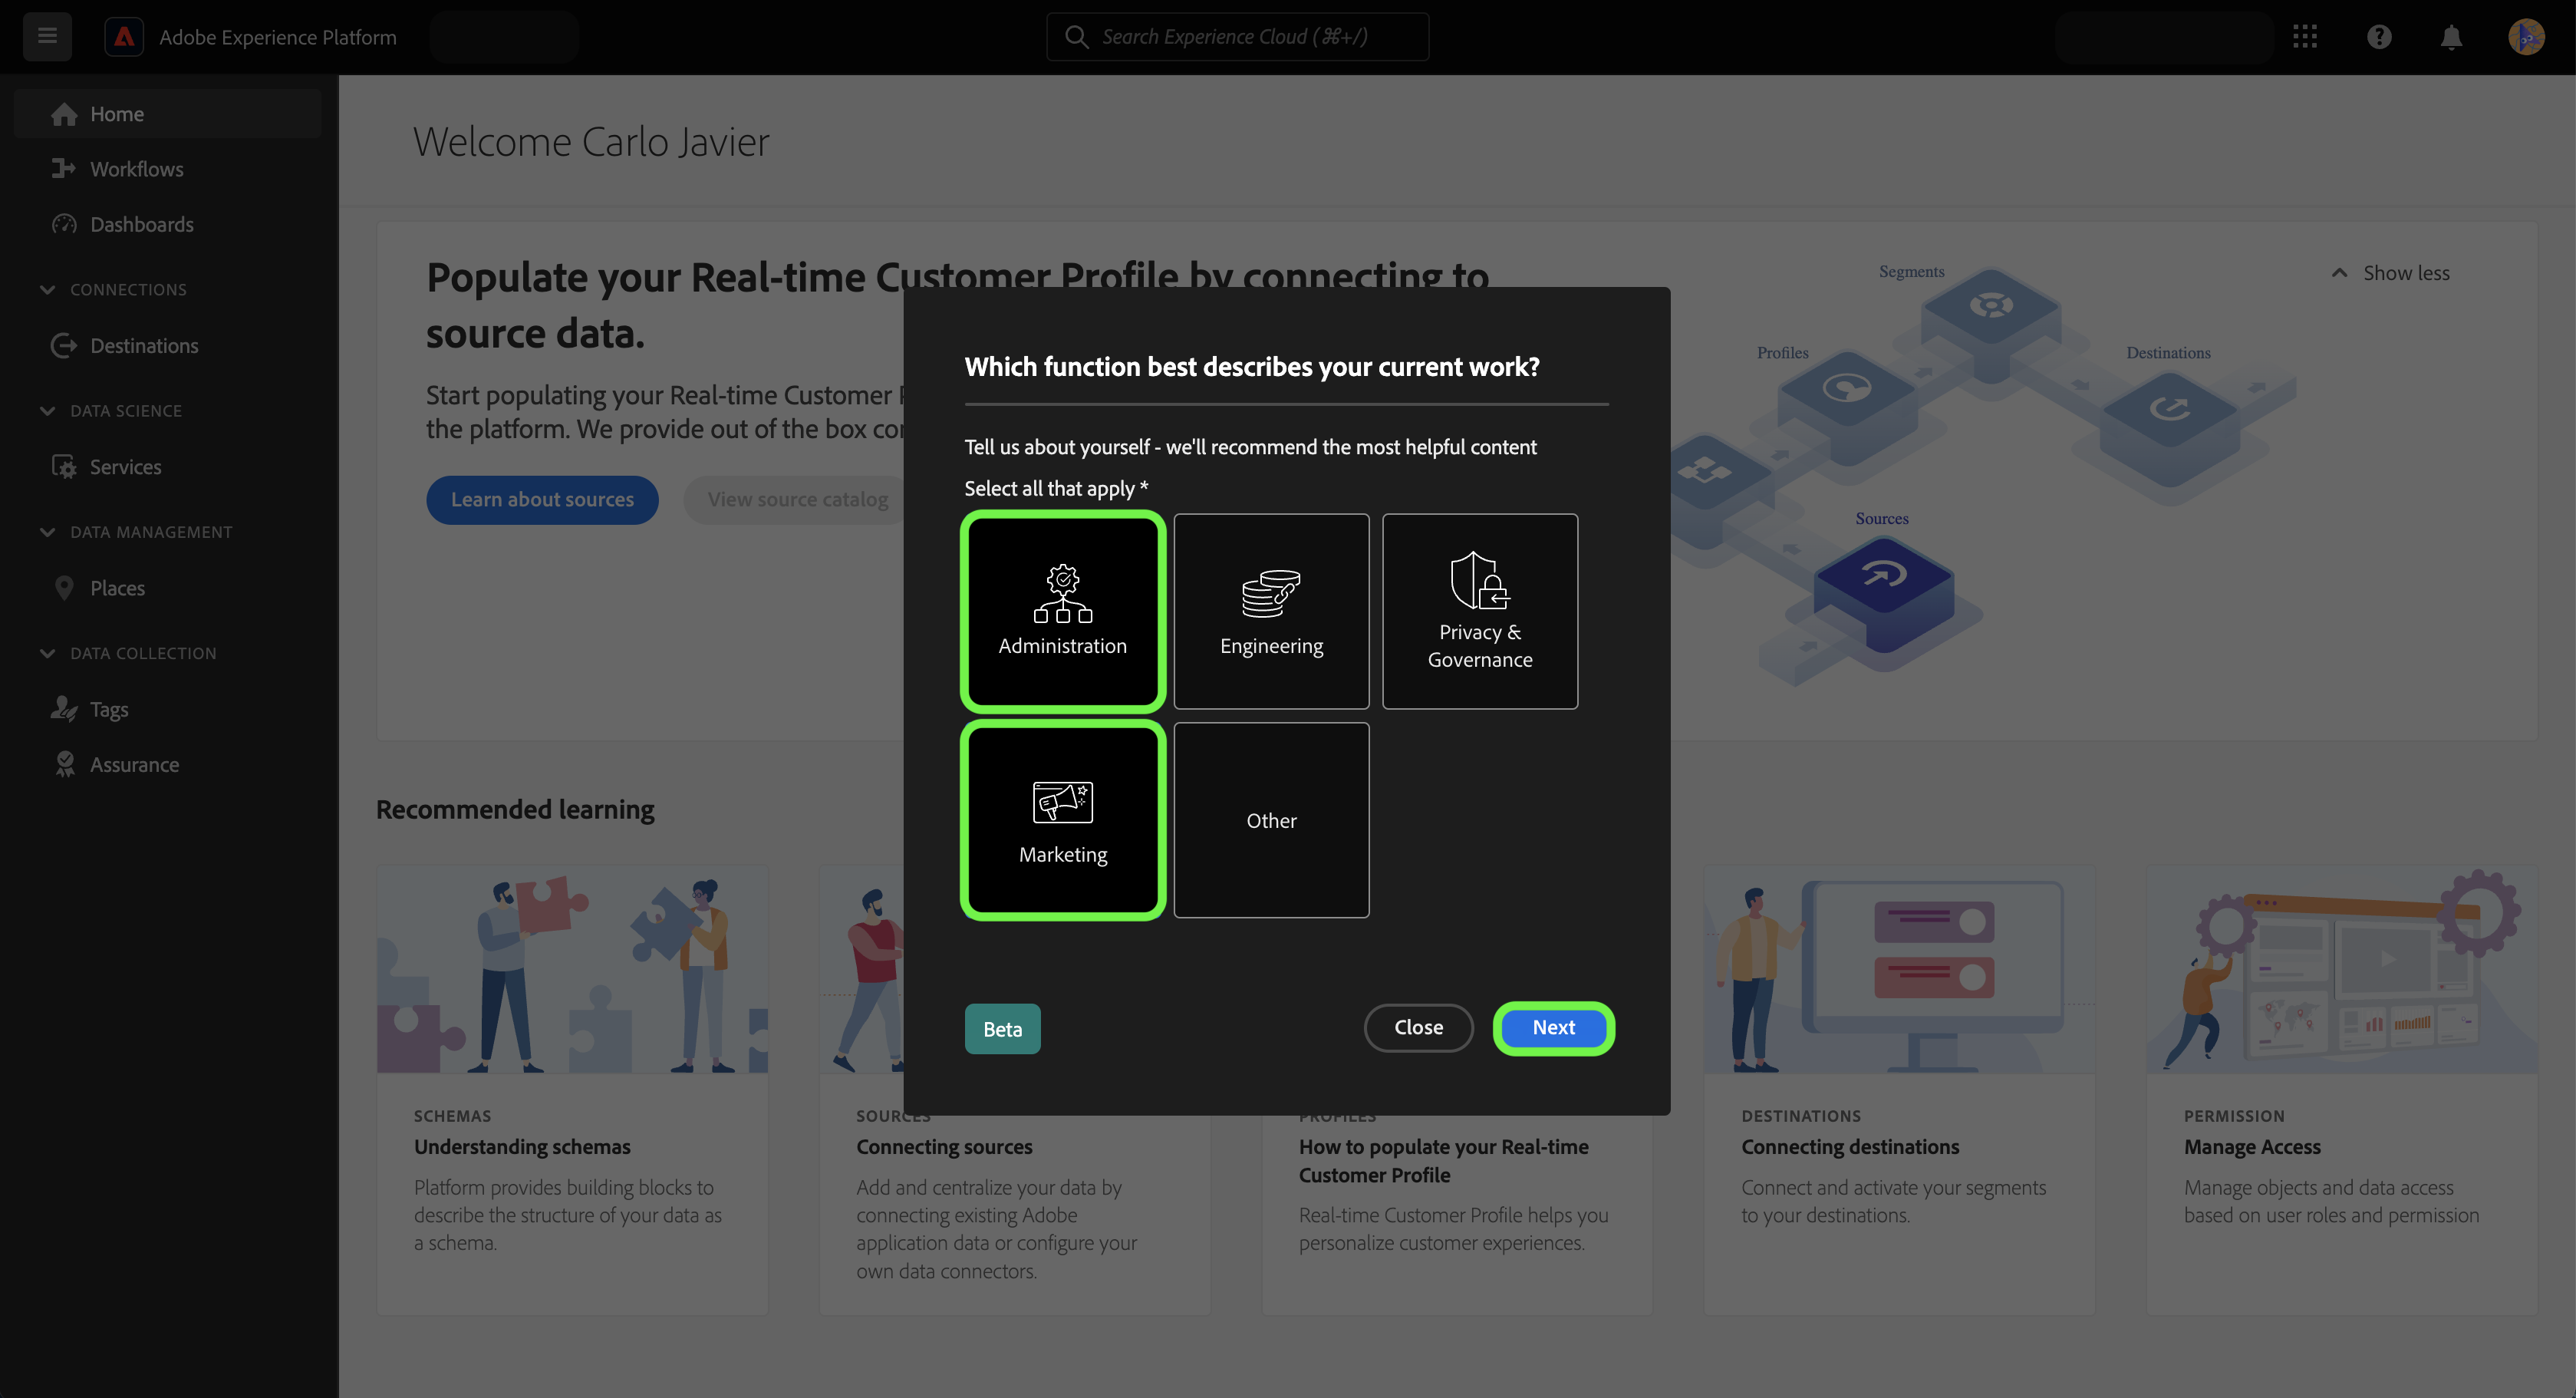 Adobe Experience Platform
Search Experience Cloud (⌘+/)
Home
Workflows
Dashboards
CONNECTIONS
Destinations
DATA SCIENCE
Services
DATA MANAGEMENT
Places
DATA COLLECTION
Tags
Assurance
Welcome Carlo Javier
Populate your Real-time Customer Profile by connecting to
source data.
Start populating your Real-time Customer
the platform. We provide out of the box
Learn about sources
View source catalog
Show less
Segments
Profiles
Destinations
Sources
Which function best describes your current work?
Tell us about yourself - we'll recommend the most helpful content
Select all that apply *
Administration
Engineering
Privacy &
Governance
Marketing
Other
Beta
Close
Next
Recommended learning
SCHEMAS
Understanding schemas
Platform provides building blocks to
describe the structure of your data as
a schema.
SOURCES
Connecting sources
Add and centralize your data by
connecting existing Adobe
application data or configure your
own data connectors.
PROFILES
How to populate your Real-time
Customer Profile
Real-time Customer Profile helps you
personalize customer experiences.
DESTINATIONS
Connecting destinations
Connect and activate your segments
to your destinations.
PERMISSION
Manage Access
Manage objects and data access
based on user roles and permission